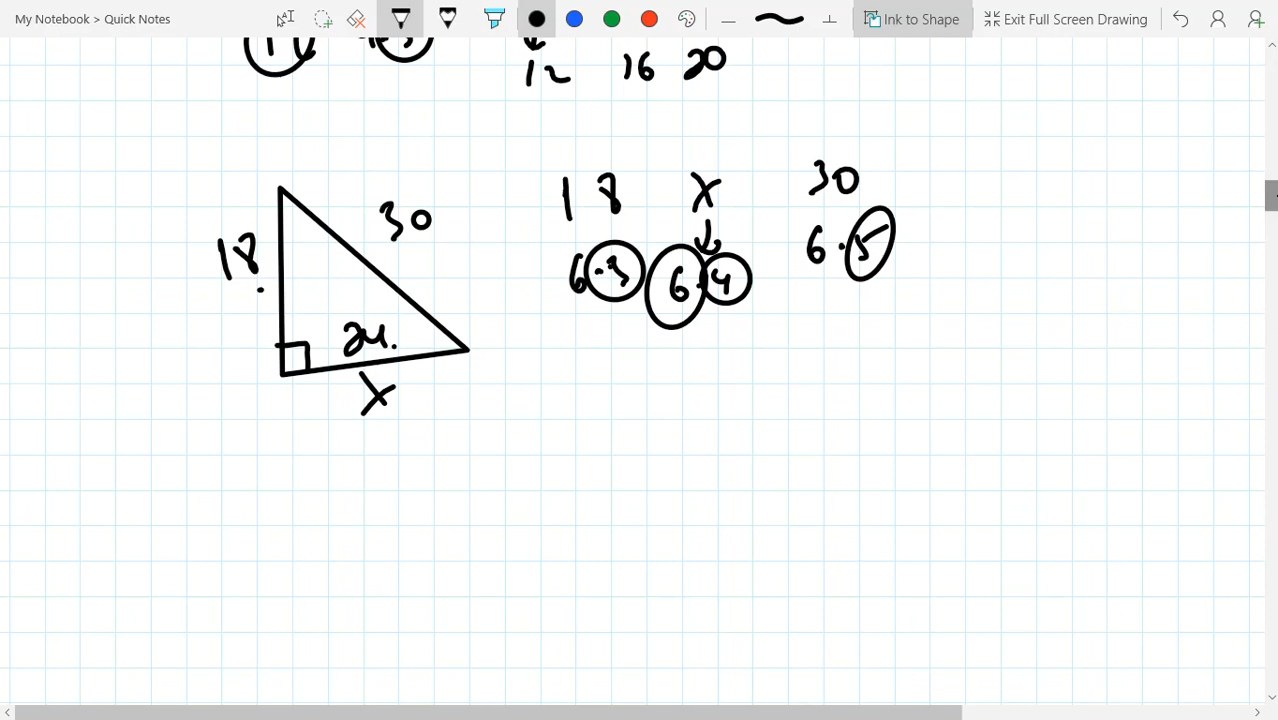 My Notebook > Quick Notes
Ink to Shape
Exit Full Screen Drawing
12 16 20
18 x 30
6·3 6·4 6·5
30
18
24
x